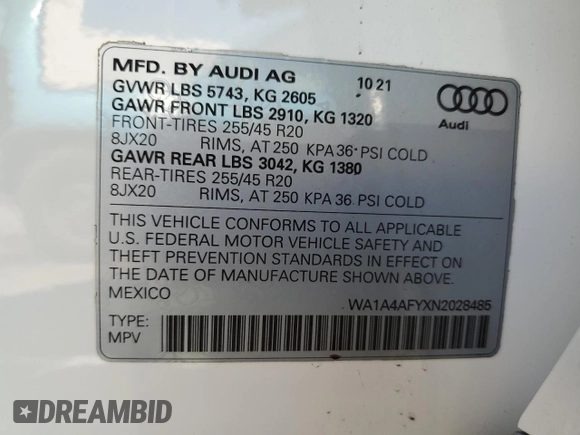 MFD. BY AUDI AG 10 21
GVWR LBS 5743, KG 2605
GAWR FRONT LBS 2910, KG 1320
FRONT-TIRES 255/45 R20
8JX20 RIMS, AT 250 KPA 36 PSI COLD
GAWR REAR LBS 3042, KG 1380
REAR-TIRES 255/45 R20
8JX20 RIMS, AT 250 KPA 36 PSI COLD
Audi
THIS VEHICLE CONFORMS TO ALL APPLICABLE
U.S. FEDERAL MOTOR VEHICLE SAFETY AND
THEFT PREVENTION STANDARDS IN EFFECT ON
THE DATE OF MANUFACTURE SHOWN ABOVE.
MEXICO
WA1A4AFYXN2028485
TYPE:
MPV
DREAMBID